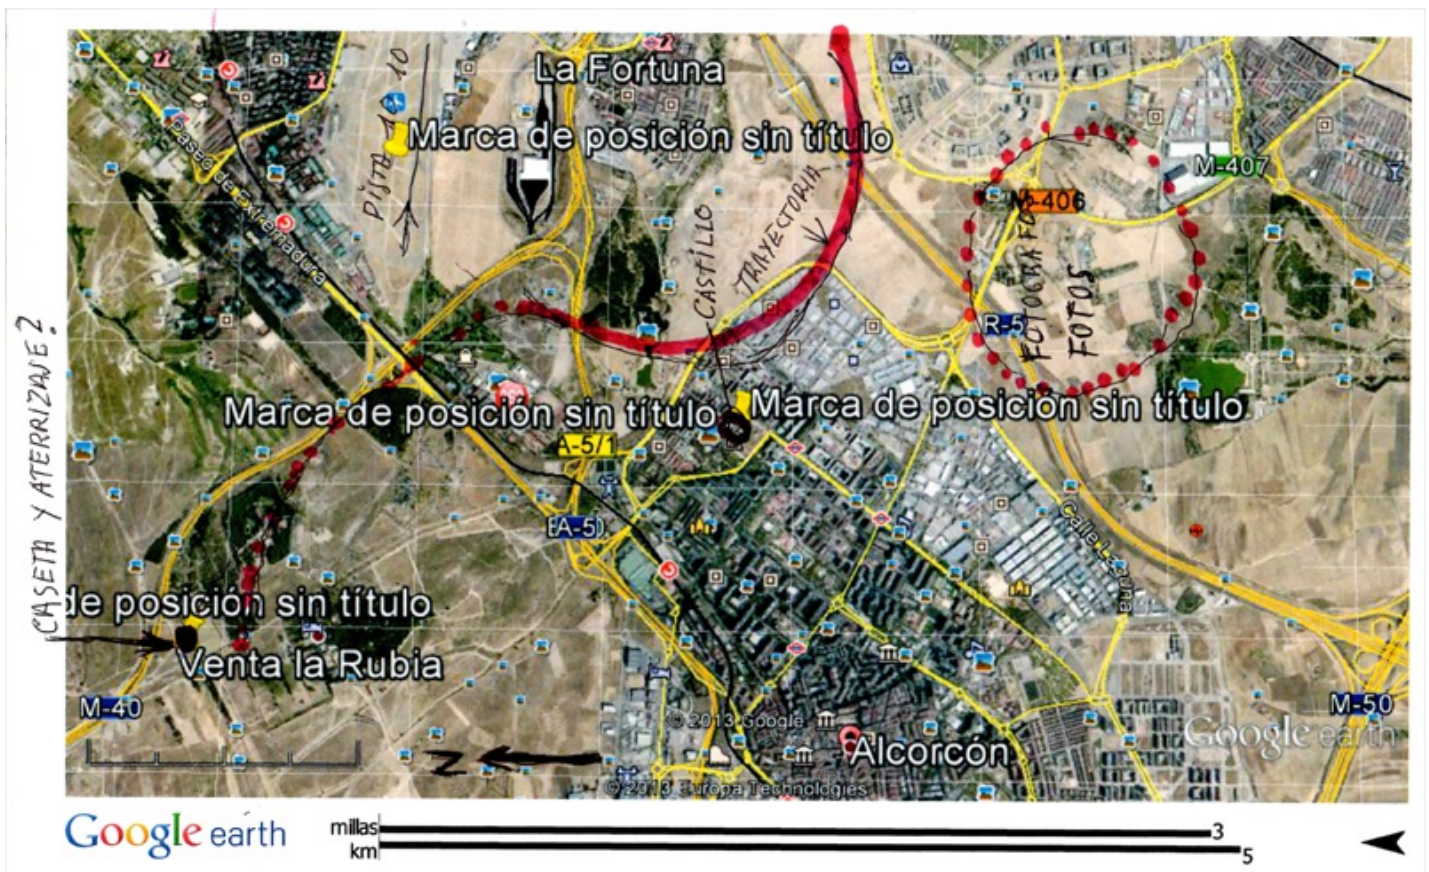 La Fortuna
PISTA 10
Marca de posición sin título
Paseo de Extremadura
M-407
M-406
CASTILLO
TRAYECTORIA
FOTOGRAFO
FOTOS
R-5
CASETA Y ATERRIZAJE?
Marca de posición sin título
Marca de posición sin título
A-5/1
A-5
Calle Laguna
de posición sin título
Venta la Rubia
M-40
M-50
© 2013 Google
Google earth
Alcorcón
N
© 2013 Europa Technologies
Google earth
millas 3
km 5